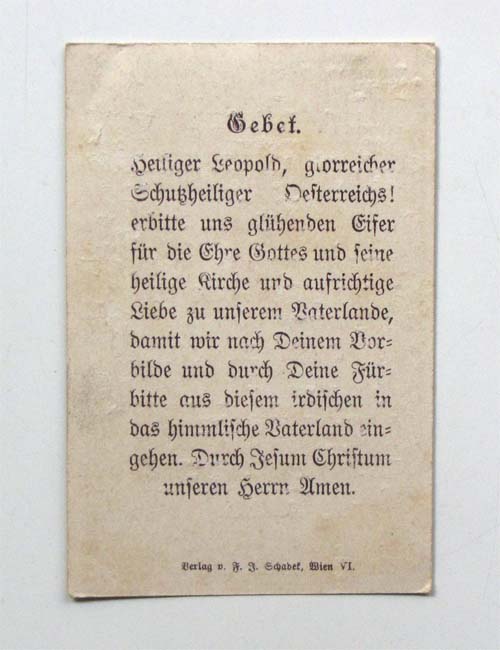 Gebet.
Heiliger Leopold, glorreicher
Schutzheiliger Oesterreichs!
erbitte uns glühenden Eifer
für die Ehre Gottes und seine
heilige Kirche und aufrichtige
Liebe zu unserem Vaterlande,
damit wir nach Deinem Vor-
bilde und durch Deine Für-
bitte aus diesem irdischen in
das himmlische Vaterland ein-
gehen. Durch Jesum Christum
unseren Herrn Amen.
Verlag v. F. J. Schadek, Wien VI.